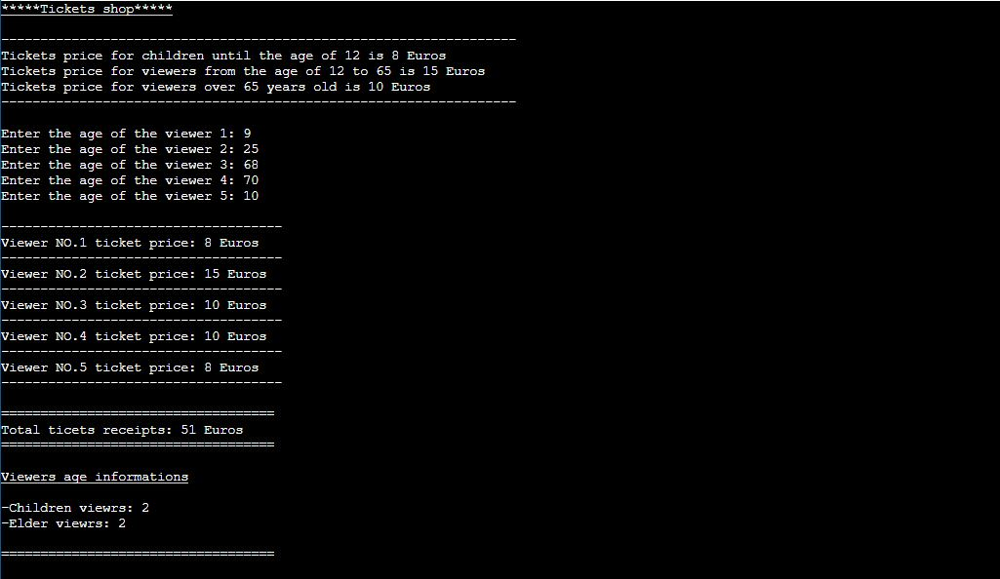 *****Tickets shop*****
------------------------------------------------------------------
Tickets price for children until the age of 12 is 8 Euros
Tickets price for viewers from the age of 12 to 65 is 15 Euros
Tickets price for viewers over 65 years old is 10 Euros
------------------------------------------------------------------
Enter the age of the viewer 1: 9
Enter the age of the viewer 2: 25
Enter the age of the viewer 3: 68
Enter the age of the viewer 4: 70
Enter the age of the viewer 5: 10
------------------------------------
Viewer NO.1 ticket price: 8 Euros
------------------------------------
Viewer NO.2 ticket price: 15 Euros
------------------------------------
Viewer NO.3 ticket price: 10 Euros
------------------------------------
Viewer NO.4 ticket price: 10 Euros
------------------------------------
Viewer NO.5 ticket price: 8 Euros
------------------------------------
===================================
Total ticets receipts: 51 Euros
===================================
Viewers age informations
-Children viewrs: 2
-Elder viewrs: 2
===================================